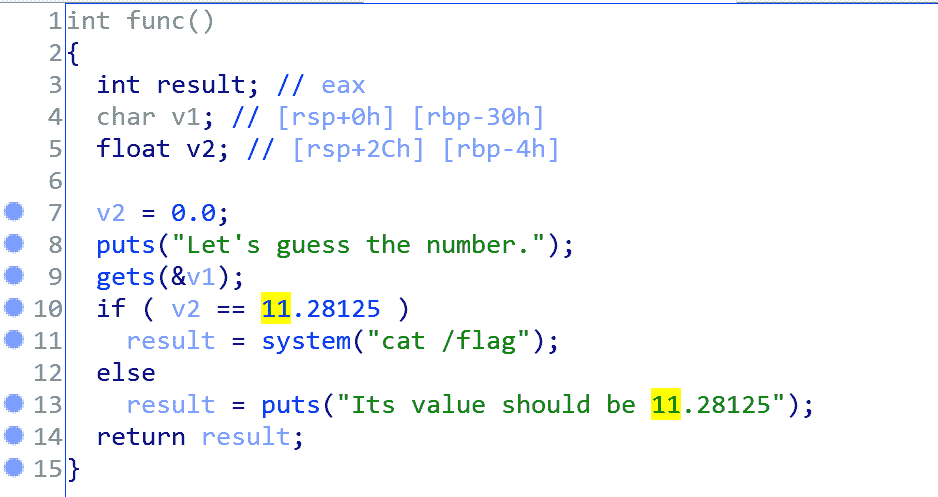 1 int func()
2 {
3   int result; // eax
4   char v1; // [rsp+0h] [rbp-30h]
5   float v2; // [rsp+2Ch] [rbp-4h]
6
7   v2 = 0.0;
8   puts("Let's guess the number.");
9   gets(&v1);
10   if ( v2 == 11.28125 )
11     result = system("cat /flag");
12   else
13     result = puts("Its value should be 11.28125");
14   return result;
15 }